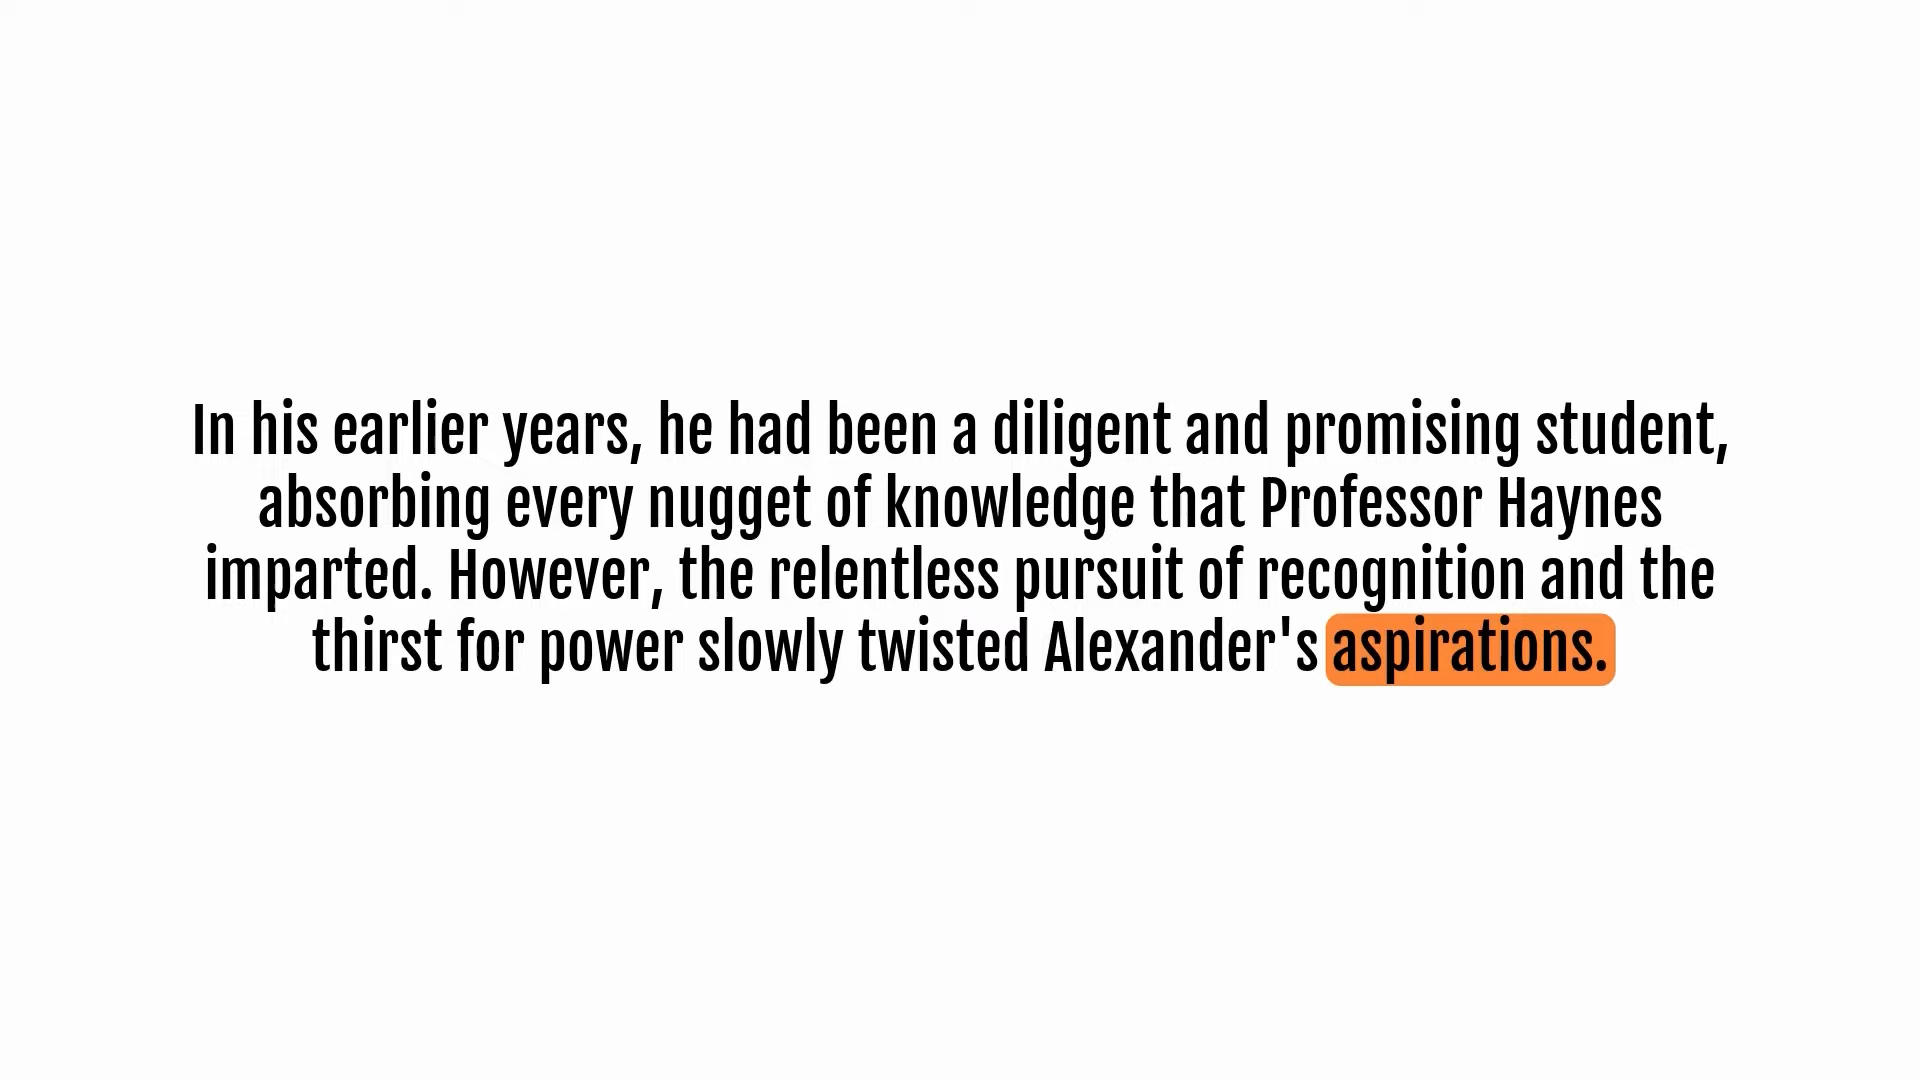 In his earlier years, he had been a diligent and promising student,
absorbing every nugget of knowledge that Professor Haynes
imparted. However, the relentless pursuit of recognition and the
thirst for power slowly twisted Alexander's aspirations.